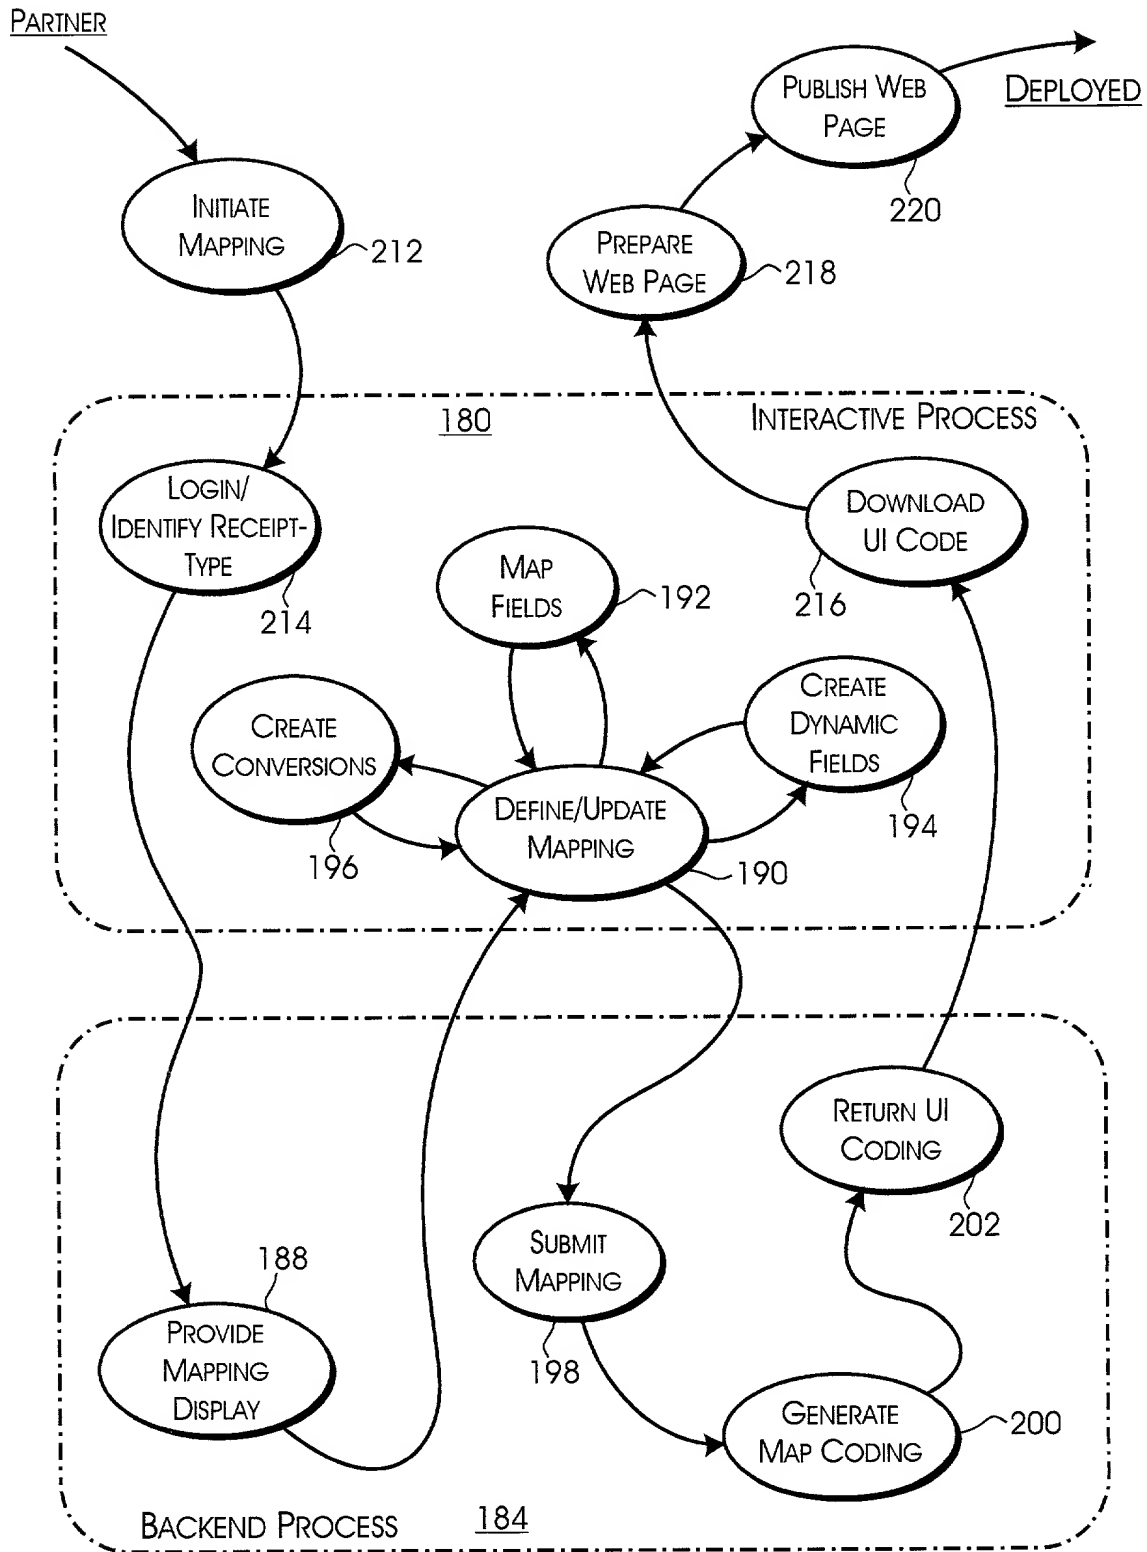 PARTNER
INITIATE
MAPPING
212
PUBLISH WEB
PAGE
220
DEPLOYED
PREPARE
WEB PAGE
218
180
INTERACTIVE PROCESS
LOGIN/
IDENTIFY RECEIPT-
TYPE
214
MAP
FIELDS
192
DOWNLOAD
UI CODE
216
CREATE
CONVERSIONS
196
CREATE
DYNAMIC
FIELDS
194
DEFINE/UPDATE
MAPPING
190
RETURN UI
CODING
202
188
PROVIDE
MAPPING
DISPLAY
SUBMIT
MAPPING
198
GENERATE
MAP CODING
200
BACKEND PROCESS
184